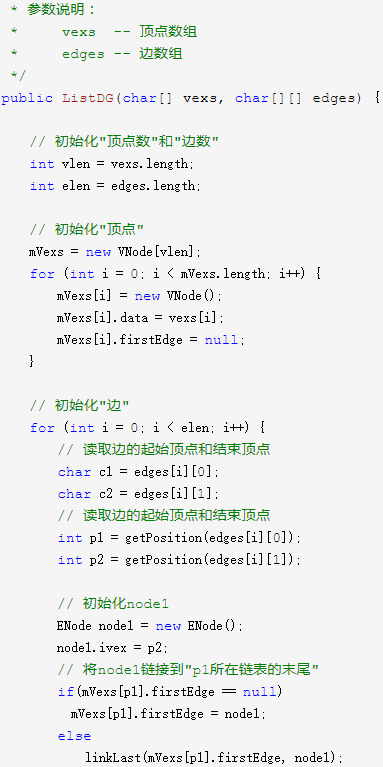 * 参数说明：
*     vexs  -- 顶点数组
*     edges -- 边数组
*/
public ListDG(char[] vexs, char[][] edges) {
// 初始化"顶点数"和"边数"
int vlen = vexs.length;
int elen = edges.length;
// 初始化"顶点"
mVexs = new VNode[vlen];
for (int i = 0; i < mVexs.length; i++) {
mVexs[i] = new VNode();
mVexs[i].data = vexs[i];
mVexs[i].firstEdge = null;
}
// 初始化"边"
for (int i = 0; i < elen; i++) {
// 读取边的起始顶点和结束顶点
char c1 = edges[i][0];
char c2 = edges[i][1];
// 读取边的起始顶点和结束顶点
int p1 = getPosition(edges[i][0]);
int p2 = getPosition(edges[i][1]);
// 初始化node1
ENode node1 = new ENode();
node1.ivex = p2;
// 将node1链接到"p1所在链表的末尾"
if(mVexs[p1].firstEdge == null)
mVexs[p1].firstEdge = node1;
else
linkLast(mVexs[p1].firstEdge, node1);